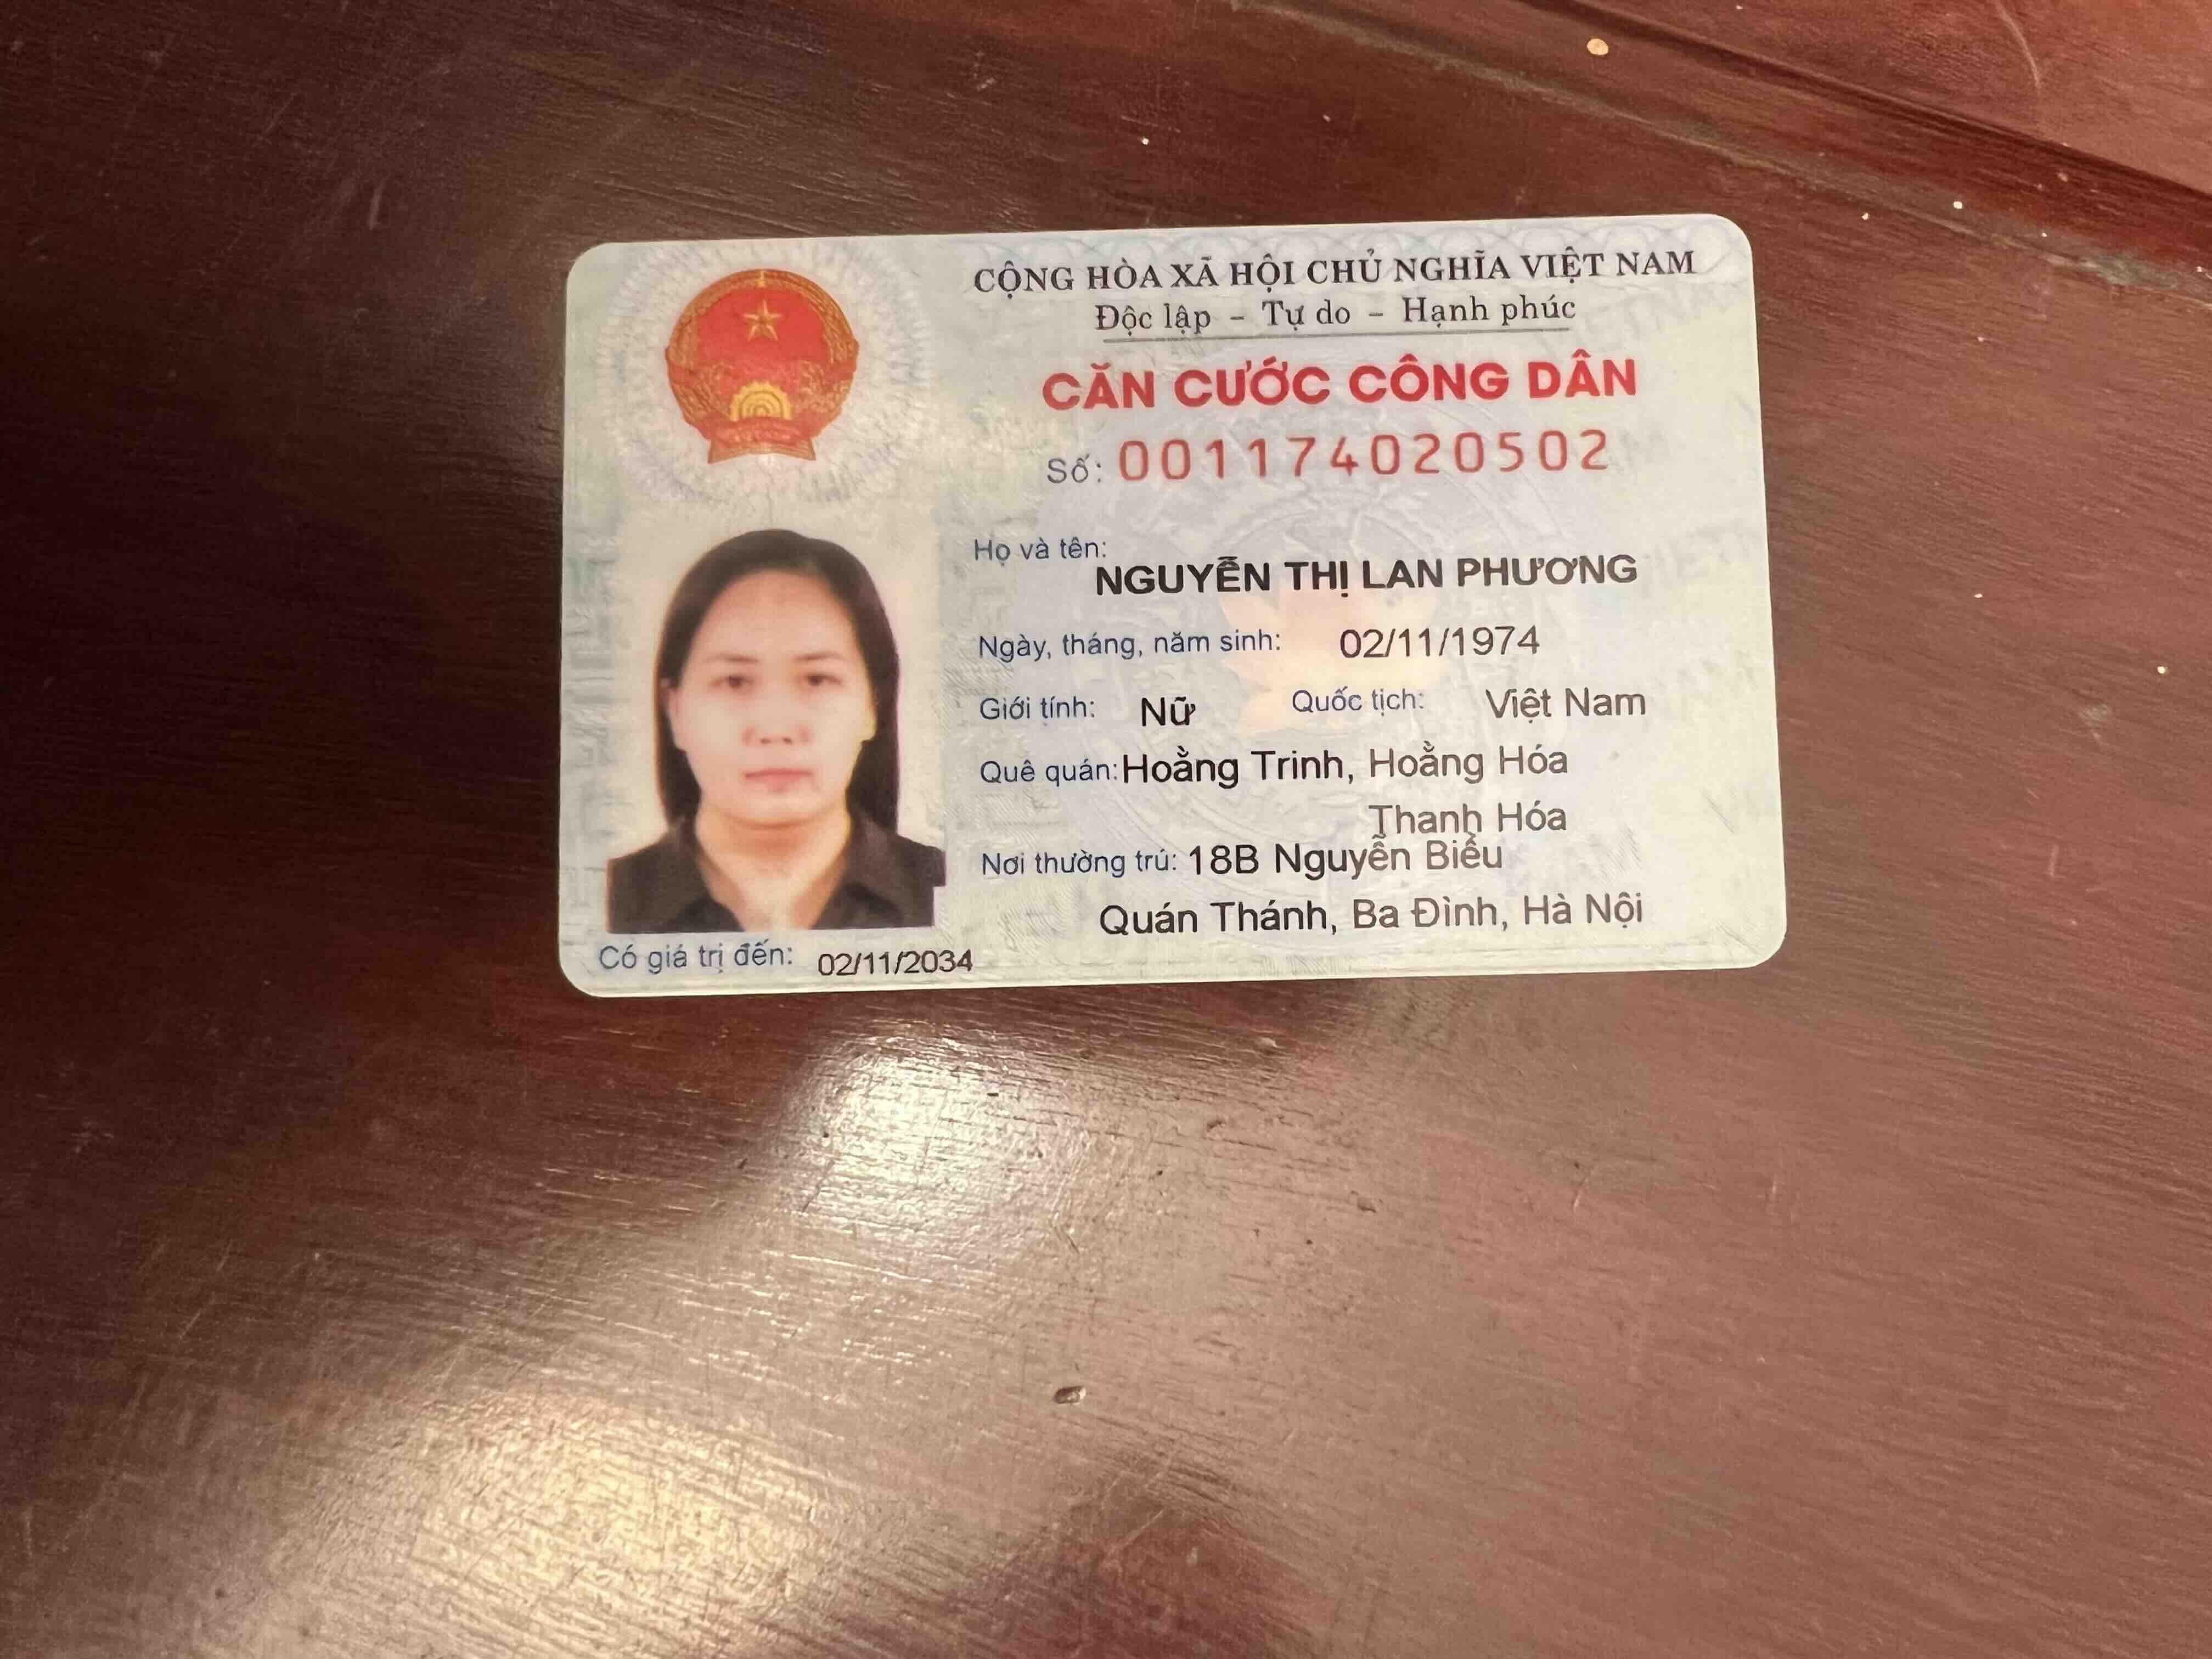 CỘNG HÒA XÃ HỘI CHỦ NGHĨA VIỆT NAM
Độc lập - Tự do - Hạnh phúc
CĂN CƯỚC CÔNG DÂN
Số: 001174020502
Họ và tên:
NGUYỄN THỊ LAN PHƯƠNG
Ngày, tháng, năm sinh: 02/11/1974
Giới tính: Nữ Quốc tịch: Việt Nam
Quê quán: Hoằng Trinh, Hoằng Hóa
Thanh Hóa
Nơi thường trú: 18B Nguyễn Biểu
Quán Thánh, Ba Đình, Hà Nội
Có giá trị đến: 02/11/2034